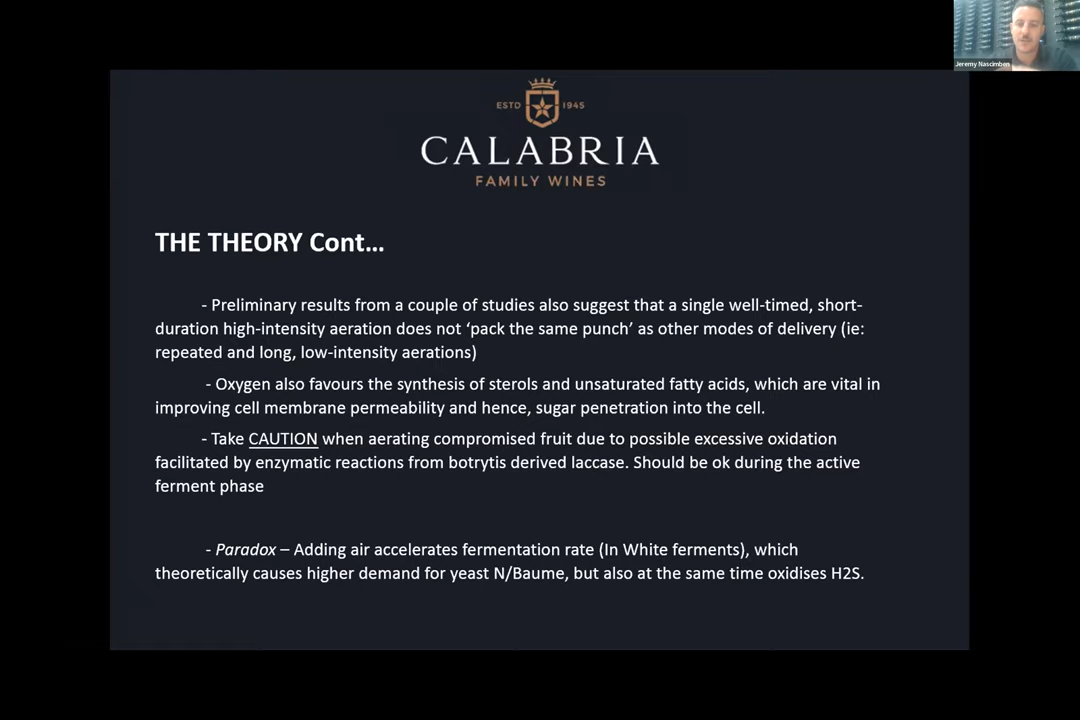 Jeremy Nascimben
ESTD 1945
CALABRIA
FAMILY WINES
THE THEORY Cont...
- Preliminary results from a couple of studies also suggest that a single well-timed, short-
duration high-intensity aeration does not ‘pack the same punch’ as other modes of delivery (ie:
repeated and long, low-intensity aerations)
- Oxygen also favours the synthesis of sterols and unsaturated fatty acids, which are vital in
improving cell membrane permeability and hence, sugar penetration into the cell.
- Take CAUTION when aerating compromised fruit due to possible excessive oxidation
facilitated by enzymatic reactions from botrytis derived laccase. Should be ok during the active
ferment phase
- Paradox – Adding air accelerates fermentation rate (In White ferments), which
theoretically causes higher demand for yeast N/Baume, but also at the same time oxidises H2S.